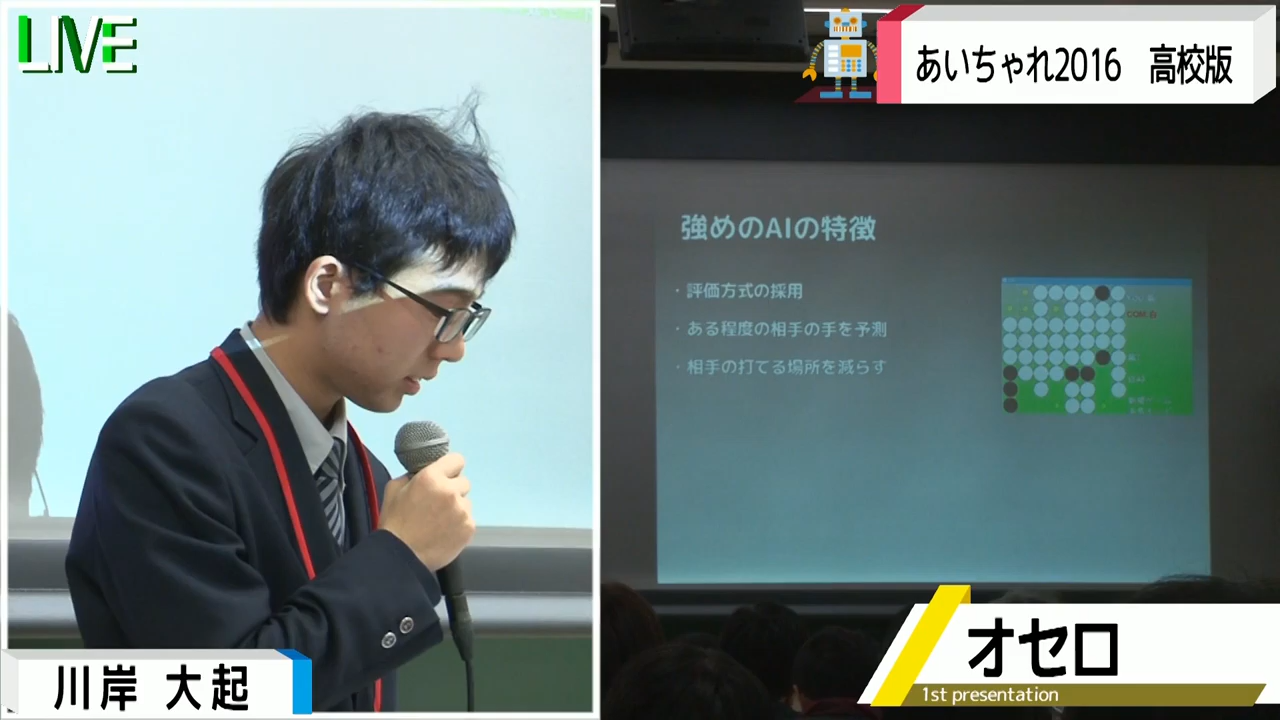 LIVE
あいちゃれ2016 高校版
強めのAIの特徴
・評価方式の採用
・ある程度の相手の手を予測
・相手の打てる場所を減らす
川岸 大起
オセロ
1st presentation